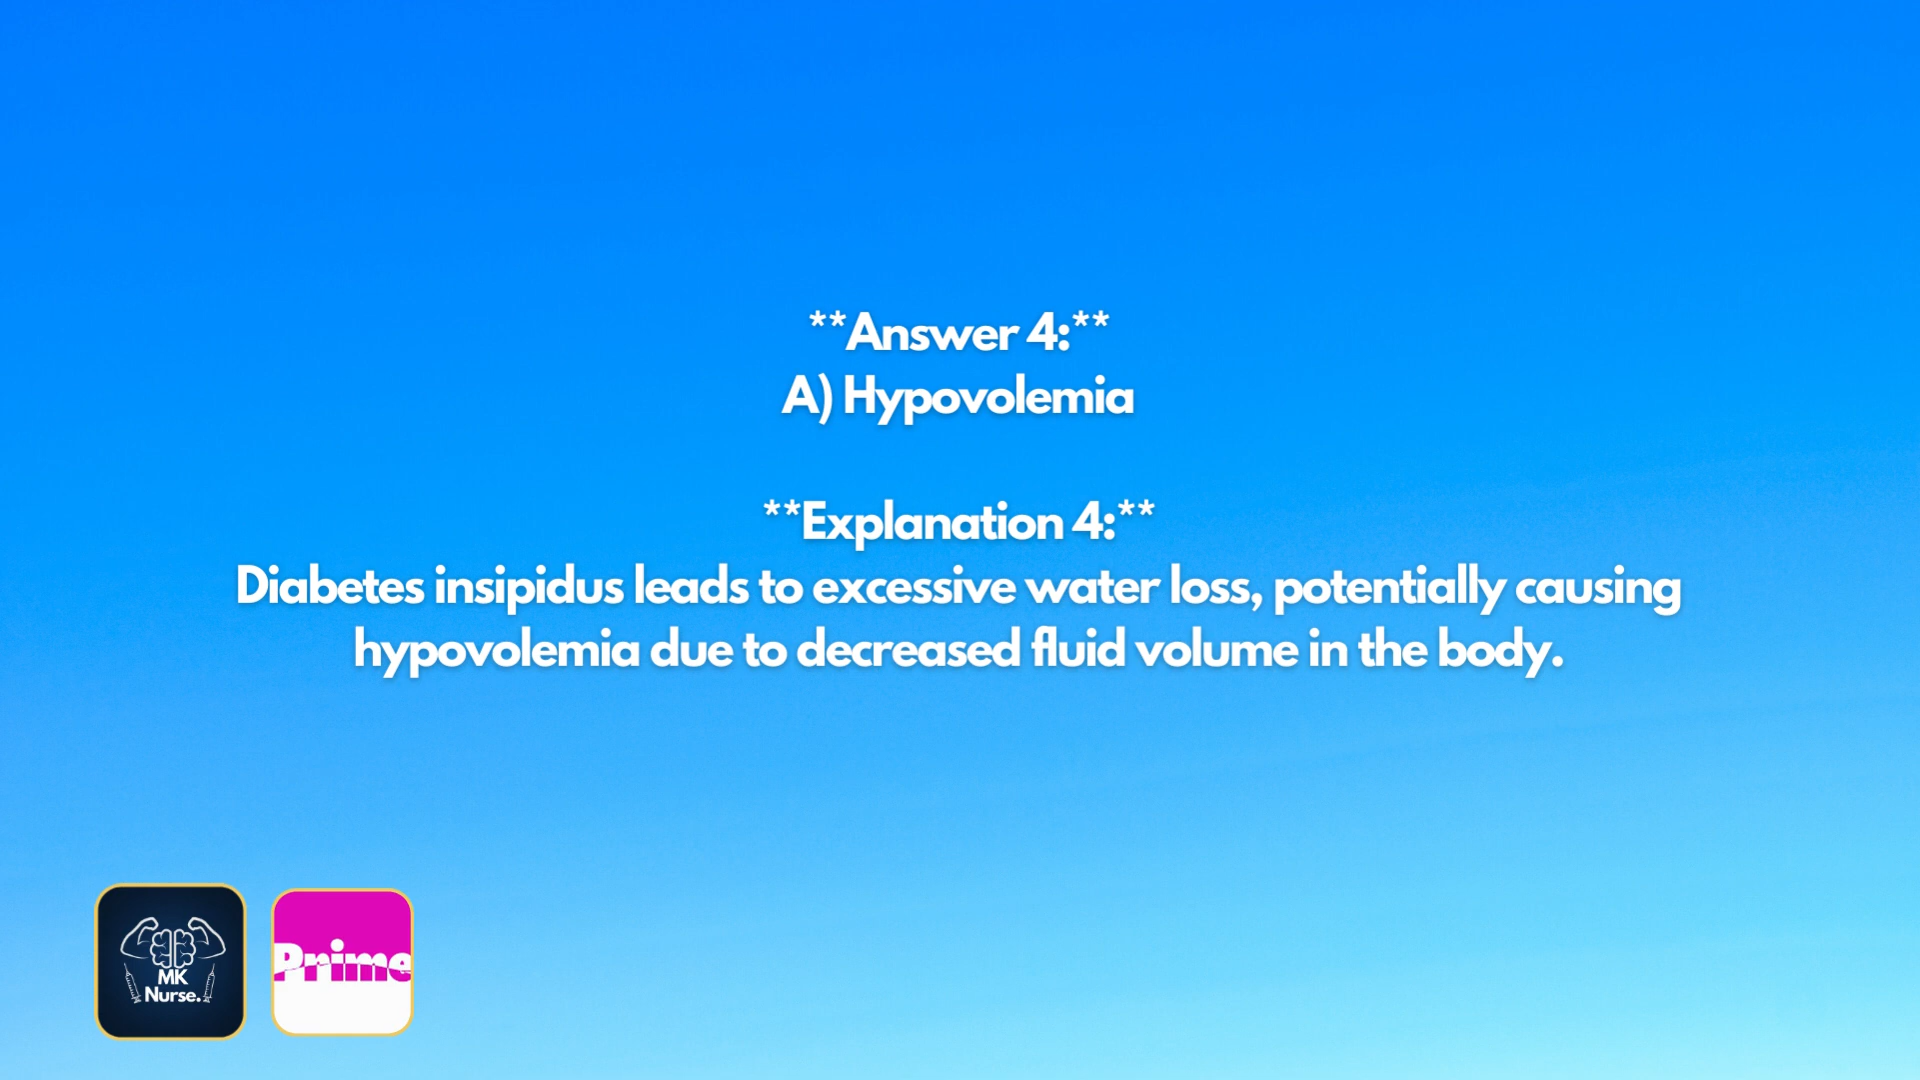 **Answer 4:**
A) Hypovolemia
**Explanation 4:**
Diabetes insipidus leads to excessive water loss, potentially causing
hypovolemia due to decreased fluid volume in the body.
MK
Nurse.
Prime